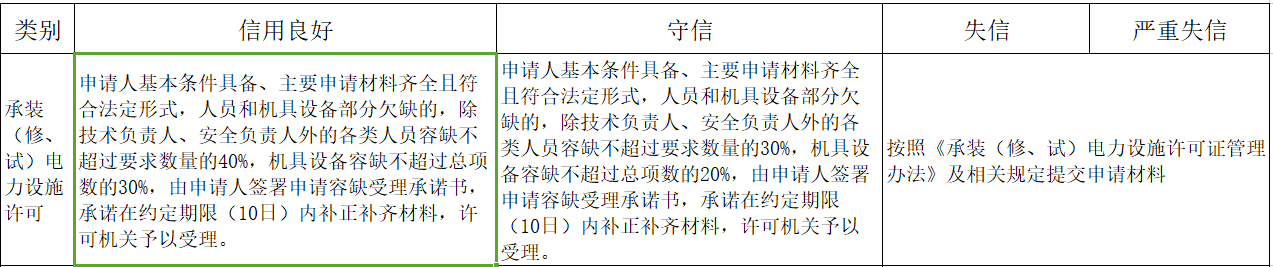 类别
信用良好
守信
失信
严重失信
承装
（修、
试）电
力设施
许可
申请人基本条件具备、主要申请材料齐全且符
合法定形式，人员和机具设备部分欠缺的，除
技术负责人、安全负责人外的各类人员容缺不
超过要求数量的40%，机具设备容缺不超过总项
数的30%，由申请人签署申请容缺受理承诺书，
承诺在约定期限（10日）内补正补齐材料，许
可机关予以受理。
申请人基本条件具备、主要申请材料齐全
且符合法定形式，人员和机具设备部分欠
缺的，除技术负责人、安全负责人外的各
类人员容缺不超过要求数量的30%，机具设
备容缺不超过总项数的20%，由申请人签署
申请容缺受理承诺书，承诺在约定期限
（10日）内补正补齐材料，许可机关予以
受理。
按照《承装（修、试）电力设施许可证管理
办法》及相关规定提交申请材料